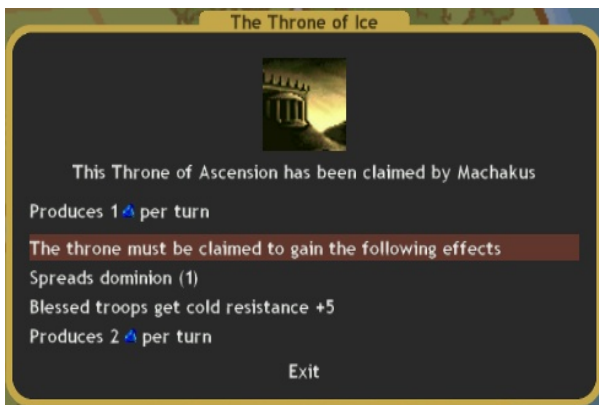 The Throne of Ice
This Throne of Ascension has been claimed by Machakus
Produces 1 per turn
The throne must be claimed to gain the following effects
Spreads dominion (1)
Blessed troops get cold resistance +5
Produces 2 per turn
Exit